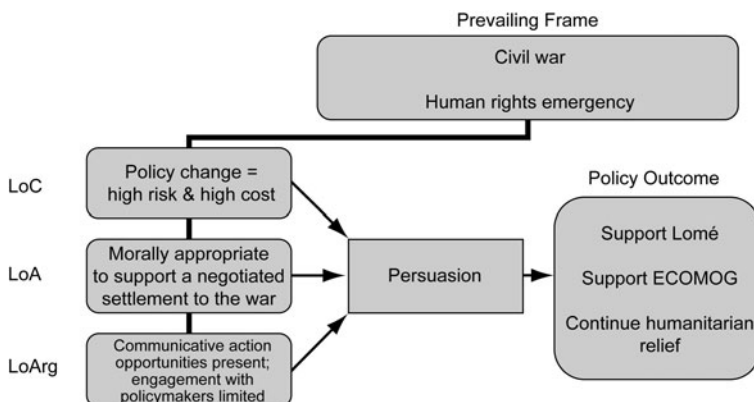 Prevailing Frame
Civil war
Human rights emergency
LoC
Policy change =
high risk & high cost
LoA
Morally appropriate
to support a negotiated
settlement to the war
LoArg
Communicative action
opportunities present;
engagement with
policymakers limited
Persuasion
Policy Outcome
Support Lomé
Support ECOMOG
Continue humanitarian
relief